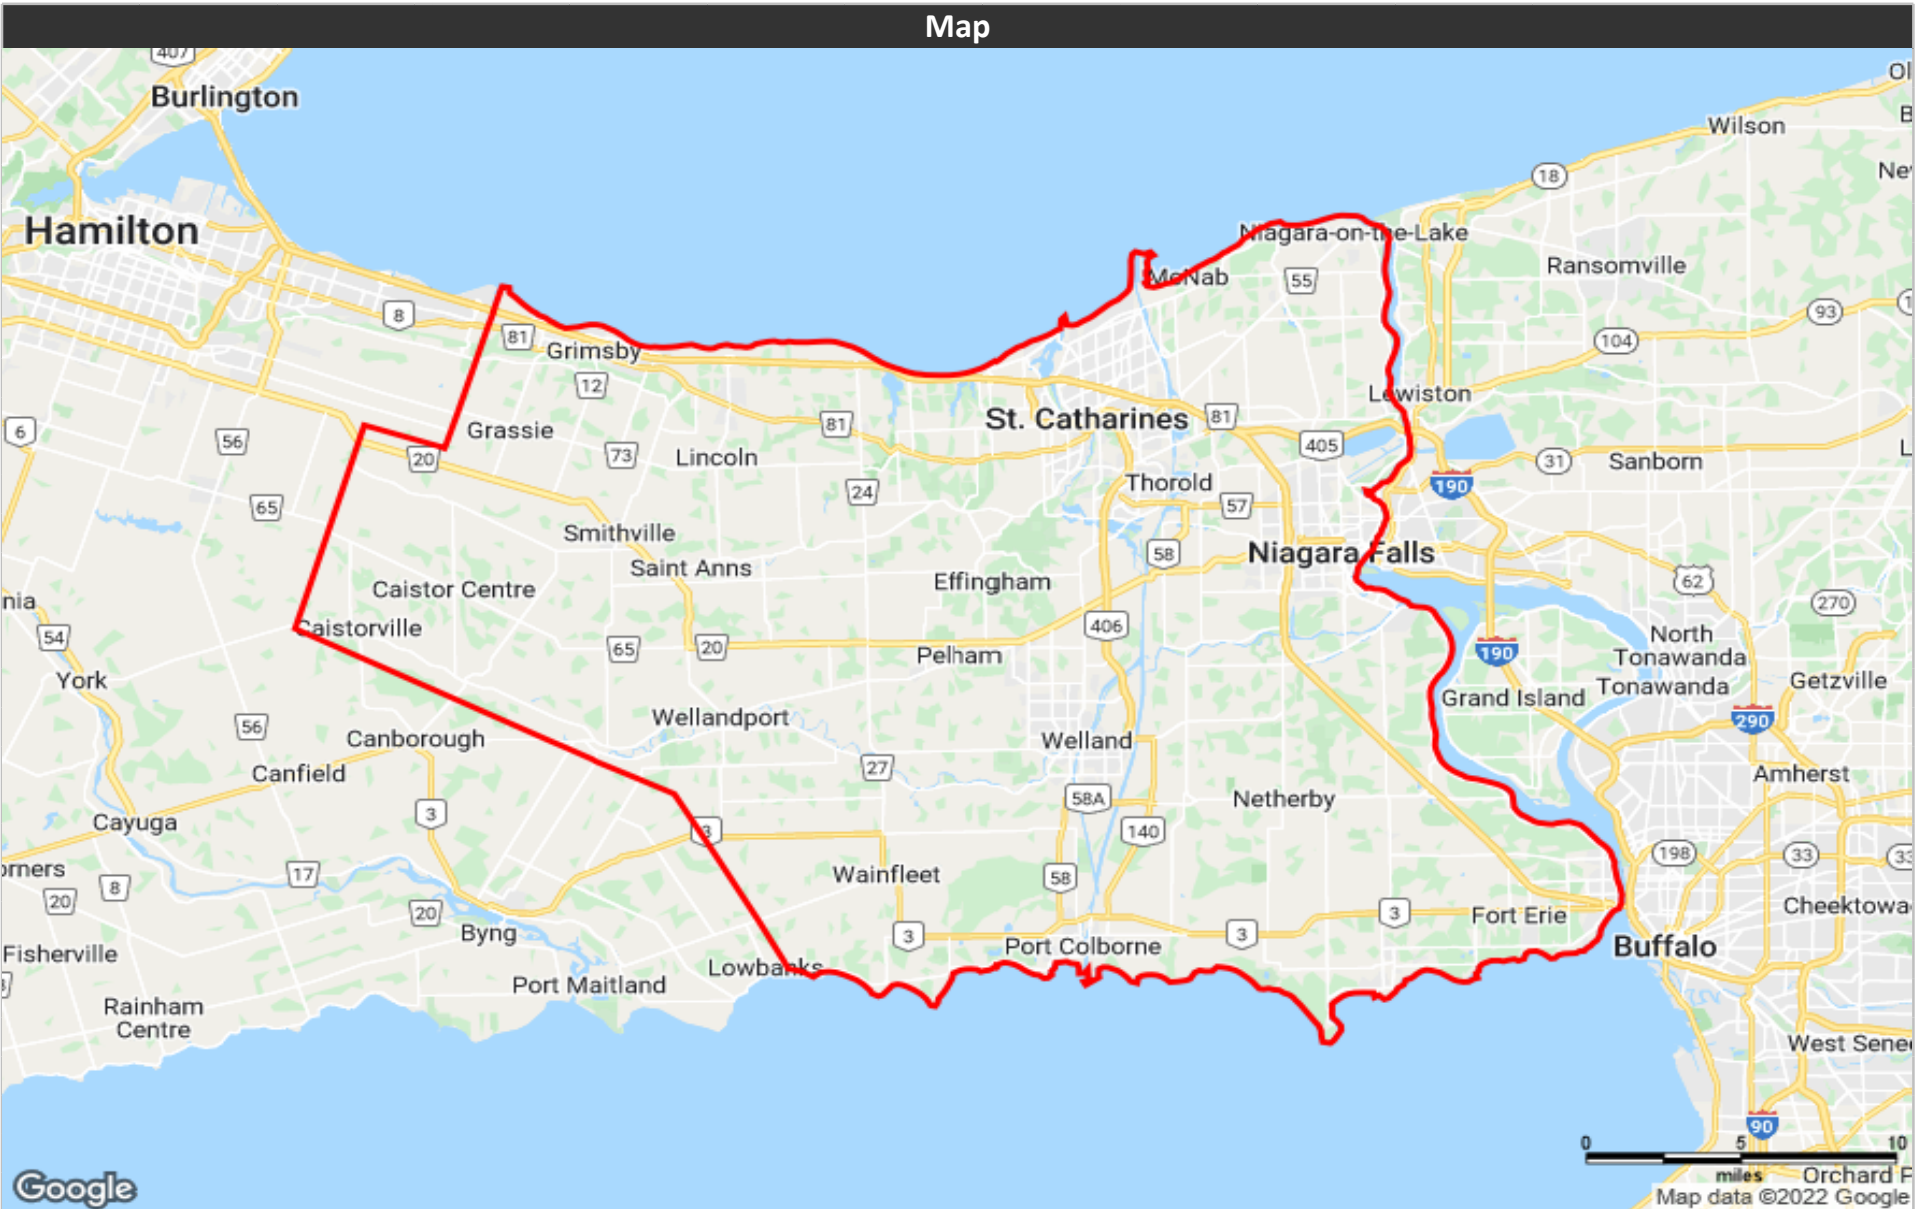 Map
407
Ol
Burlington
B
Wilson
Ne
18
Hamilton
Niagara-on-the-Lake
Ransomville
McNab
55
8
93
1
81
104
Grimsby
12
Lewiston
St. Catharines
81
81
6
56
Grassie
405
20
73
Lincoln
31
Sanborn
L
190
Thorold
24
65
57
Smithville
Niagara Falls
58
Saint Anns
Effingham
62
Caistor Centre
nia
270
Caistorville
406
54
North
Tonawanda
65
20
Pelham
190
York
Getzville
Tonawanda
Grand Island
Wellandport
290
56
Canborough
Welland
Canfield
27
Amherst
58A
Netherby
3
Cayuga
3
140
198
33
33
orners
17
Wainfleet
58
8
20
20
3
Fort Erie
Cheektowa
Byng
3
3
Port Colborne
Buffalo
Fisherville
Lowbanks
Port Maitland
Rainham
Centre
West Sene
90
0 5 10
miles
Orchard P
Google
Map data ©2022 Google